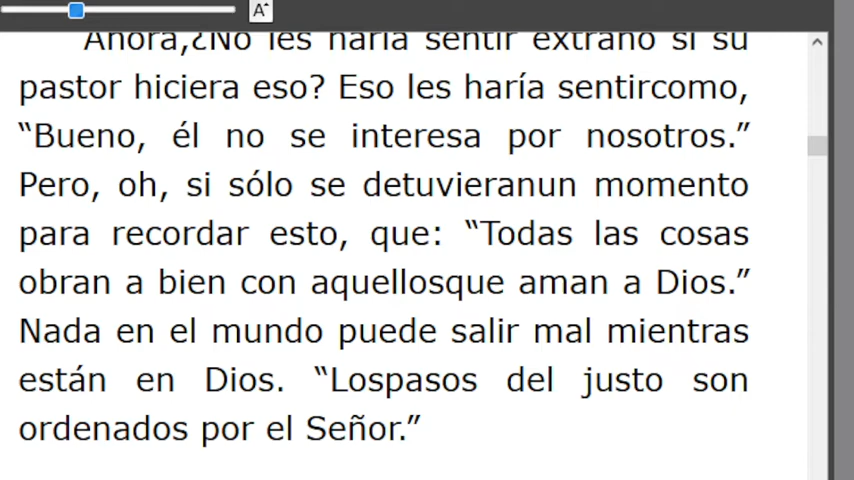 A
Ahora,¿No les haría sentir extraño si su
pastor hiciera eso? Eso les haría sentircomo,
“Bueno, él no se interesa por nosotros.”
Pero, oh, si sólo se detuvieranun momento
para recordar esto, que: “Todas las cosas
obran a bien con aquellosque aman a Dios.”
Nada en el mundo puede salir mal mientras
están en Dios. “Lospasos del justo son
ordenados por el Señor.”